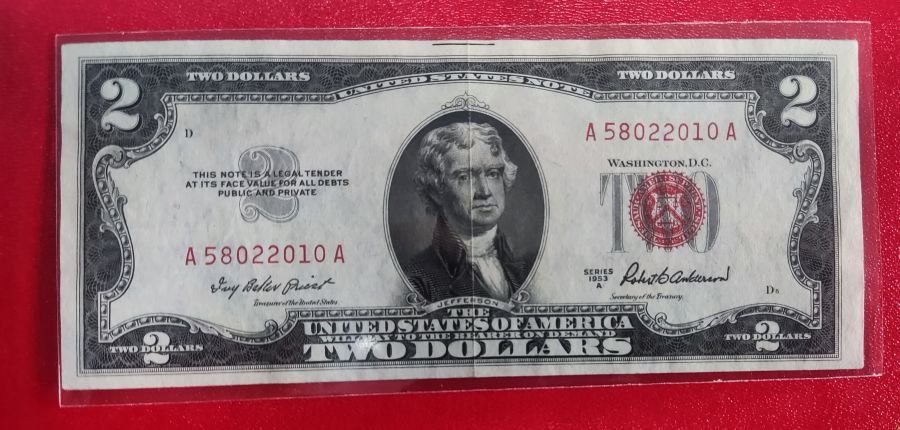 2 TWO DOLLARS TWO DOLLARS 2
UNITED STATES NOTE
D
A 58022010 A
WASHINGTON, D.C.
THIS NOTE IS A LEGAL TENDER
AT ITS FACE VALUE FOR ALL DEBTS
PUBLIC AND PRIVATE
2
TWO
A 58022010 A
Ivy Baker Priest
Treasurer of the United States.
SERIES
1953
A
Robert B. Anderson
Secretary of the Treasury.
JEFFERSON
THE
UNITED STATES OF AMERICA
WILL PAY TO THE BEARER ON DEMAND
TWO DOLLARS
TWO 2 DOLLARS
TWO 2 DOLLARS